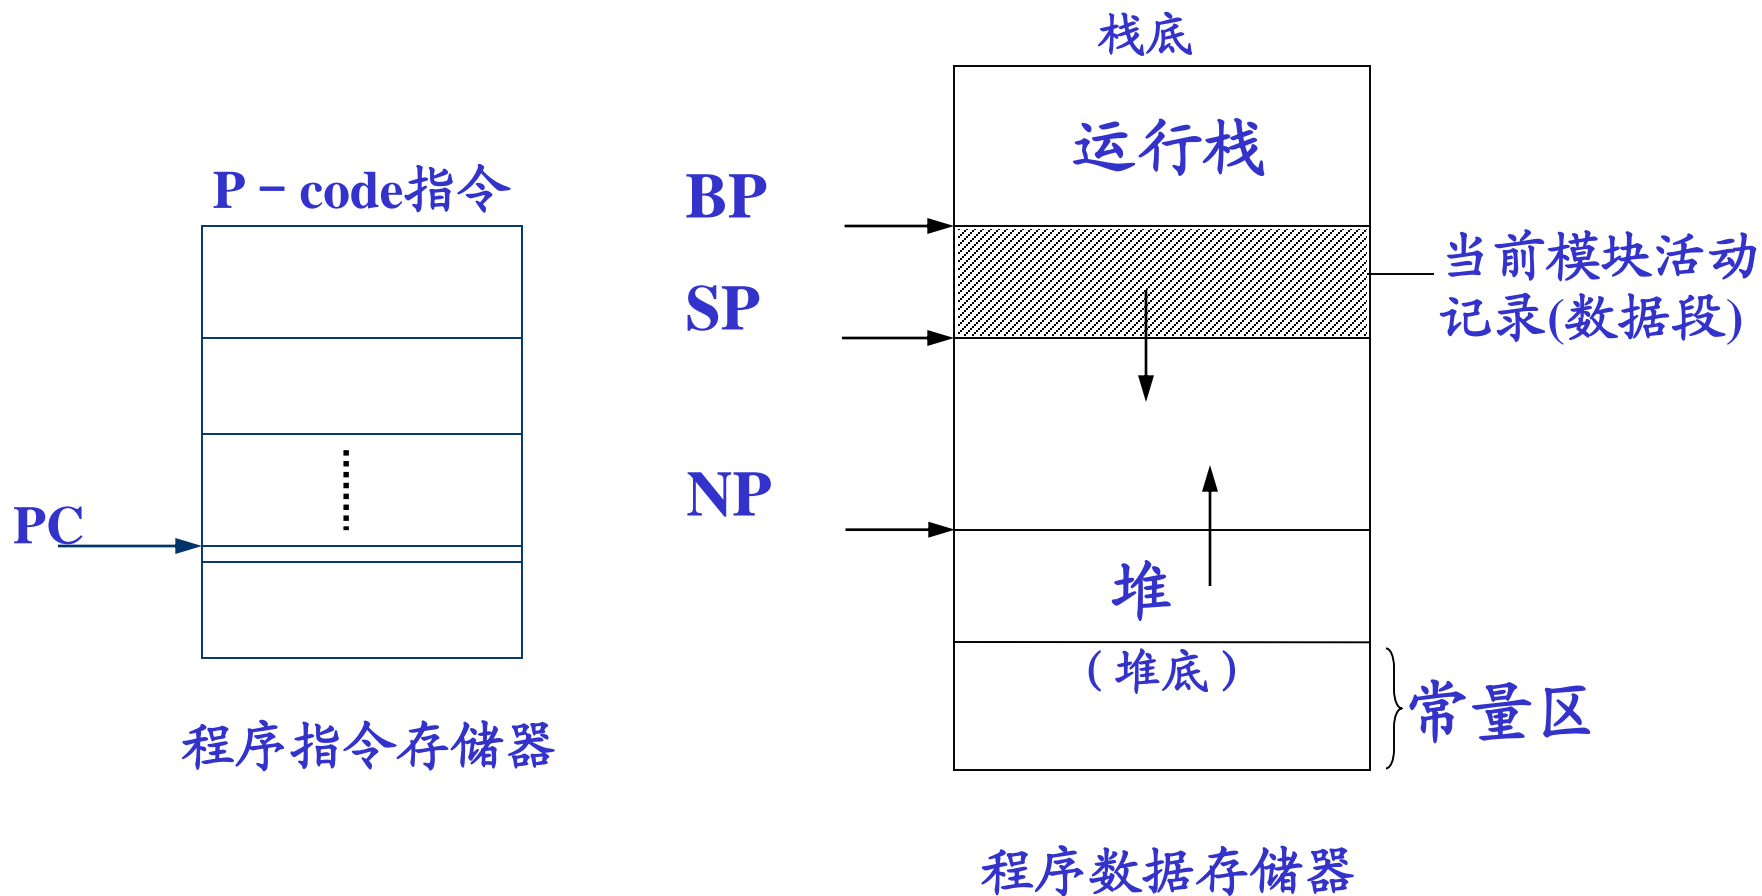 P－code指令
PC
程序指令存储器
BP
SP
NP
栈底
运行栈
当前模块活动
记录(数据段)
堆
(堆底)
常量区
程序数据存储器